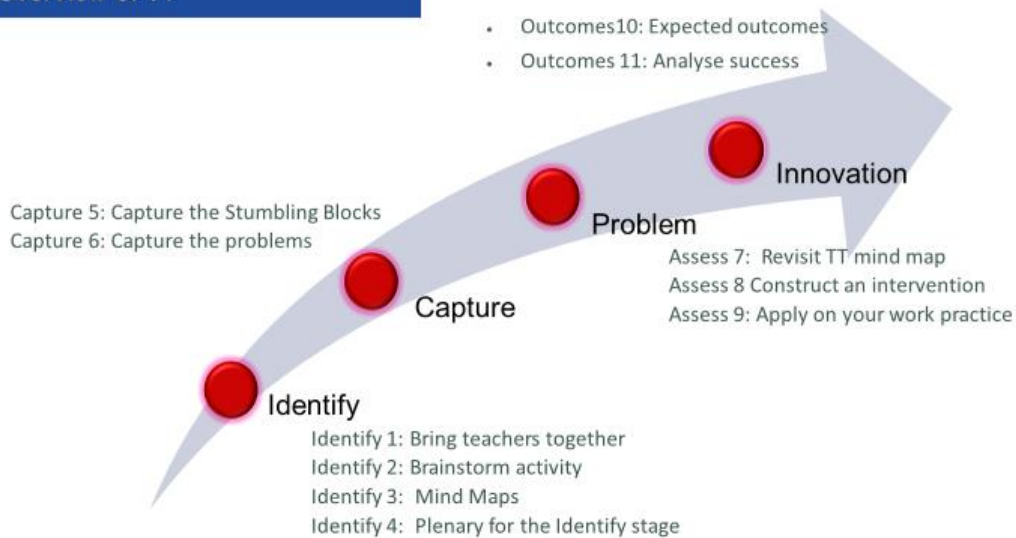 • Outcomes10: Expected outcomes
• Outcomes 11: Analyse success
Innovation
Problem
Assess 7: Revisit TT mind map
Assess 8 Construct an intervention
Assess 9: Apply on your work practice
Capture 5: Capture the Stumbling Blocks
Capture 6: Capture the problems
Capture
Identify
Identify 1: Bring teachers together
Identify 2: Brainstorm activity
Identify 3: Mind Maps
Identify 4: Plenary for the Identify stage